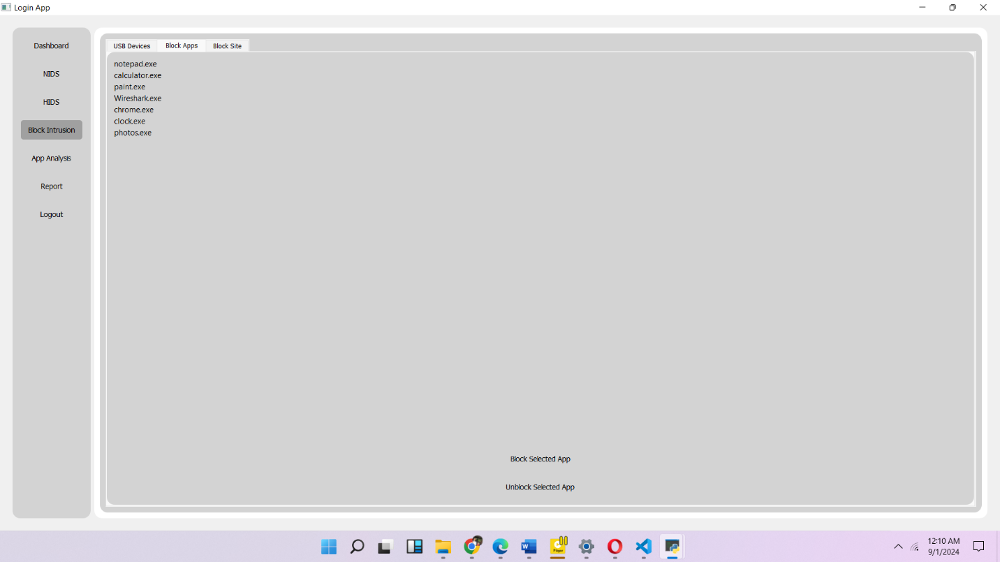 Login App
Dashboard
NIDS
HIDS
Block Intrusion
App Analysis
Report
Logout
USB Devices
Block Apps
Block Site
notepad.exe
calculator.exe
paint.exe
Wireshark.exe
chrome.exe
clock.exe
photos.exe
Block Selected App
Unblock Selected App
Player
12:10 AM
9/1/2024